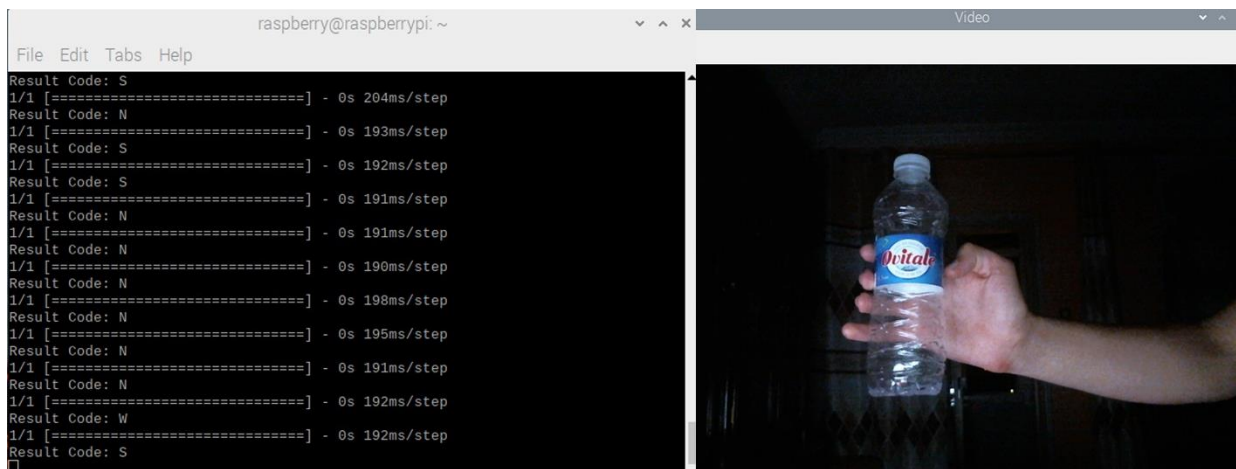 raspberry@raspberrypi: ~
File Edit Tabs Help
Result Code: S
1/1 [==============================] - 0s 204ms/step
Result Code: N
1/1 [==============================] - 0s 193ms/step
Result Code: S
1/1 [==============================] - 0s 192ms/step
Result Code: S
1/1 [==============================] - 0s 191ms/step
Result Code: N
1/1 [==============================] - 0s 191ms/step
Result Code: N
1/1 [==============================] - 0s 190ms/step
Result Code: N
1/1 [==============================] - 0s 198ms/step
Result Code: N
1/1 [==============================] - 0s 195ms/step
Result Code: N
1/1 [==============================] - 0s 191ms/step
Result Code: N
1/1 [==============================] - 0s 192ms/step
Result Code: W
1/1 [==============================] - 0s 192ms/step
Result Code: S
Video
Ovitale